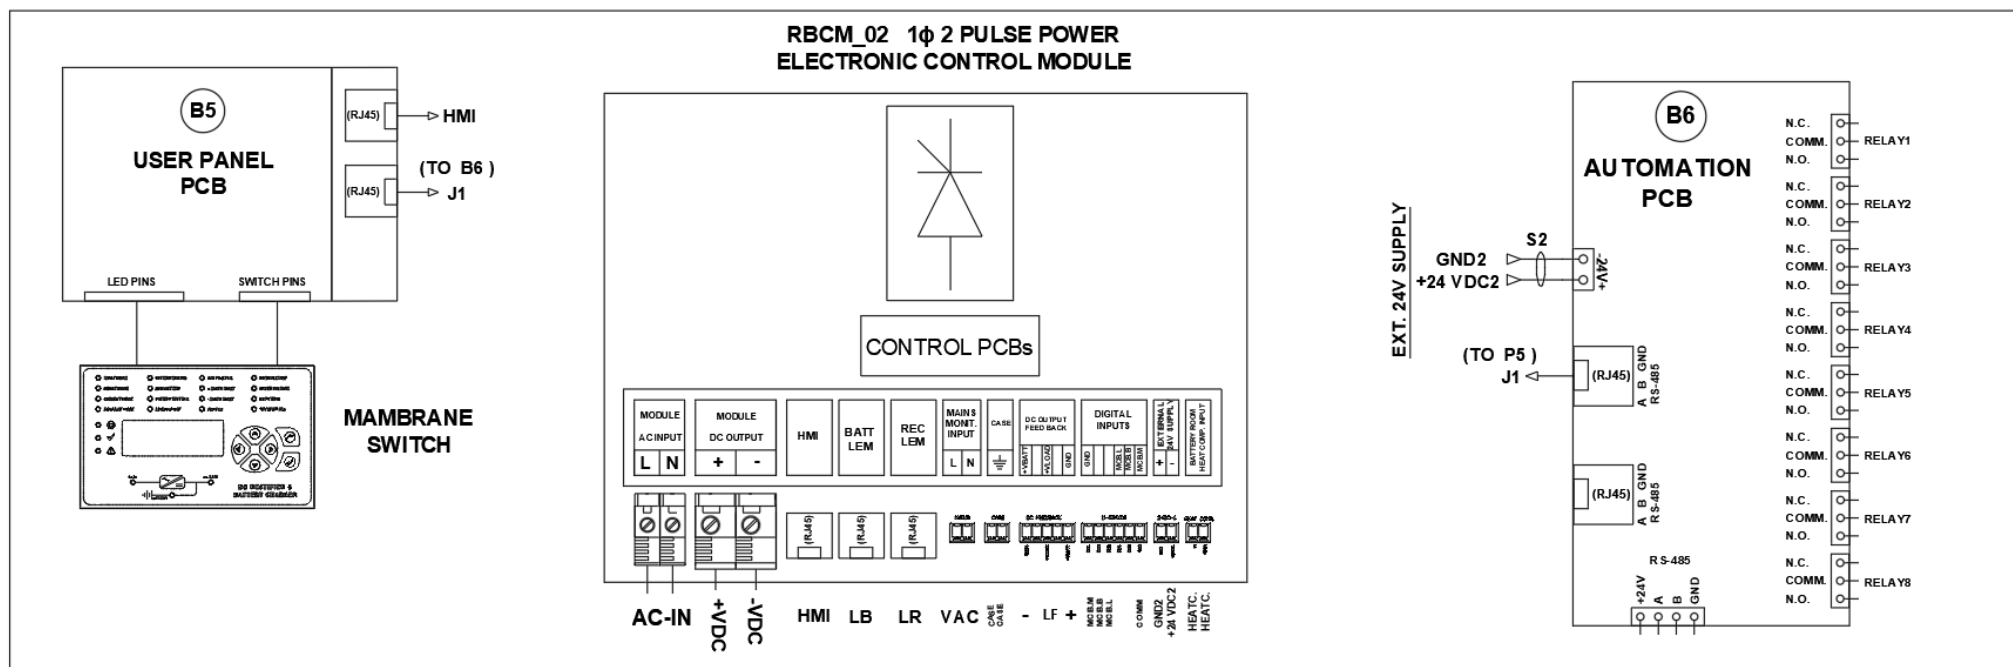 RBCM_02 1ф 2 PULSE POWER
ELECTRONIC CONTROL MODULE
B5
USER PANEL
PCB
(RJ45)
HMI
(TO B6 )
(RJ45)
J1
LED PINS
SWITCH PINS
DC RECTIFIER &
BATTERY CHARGER
MAMBRANE
SWITCH
CONTROL PCBs
MODULE
AC INPUT
L N
MODULE
DC OUTPUT
+ -
HMI
BATT
LEM
REC
LEM
MAINS
MONIT.
INPUT
L N
CASE
DC OUTPUT
FEED BACK
+VBATT
+VLOAD
GND
DIGITAL
INPUTS
GND
MCB.L
MCB.B
MCB.M
EXTERNAL
24V SUPPLY
+ -
BATTERY ROOM
HEAT COMP. INPUT
(RJ45)
(RJ45)
(RJ45)
AC-IN
+VDC
-VDC
HMI
LB
LR
VAC
CASE
CASE
- LF +
MCB.M
MCB.B
MCB.L
COMM
GND2
+24 VDC2
HEATC.
HEATC.
B6
AUTOMATION
PCB
EXT. 24V SUPPLY
S2
GND2
+24 VDC2
-24V+
(TO P5 )
J1
(RJ45)
A B GND
RS-485
(RJ45)
A B GND
RS-485
RS-485
+24V
A
B
GND
N.C.
COMM.
N.O.
RELAY1
N.C.
COMM.
N.O.
RELAY2
N.C.
COMM.
N.O.
RELAY3
N.C.
COMM.
N.O.
RELAY4
N.C.
COMM.
N.O.
RELAY5
N.C.
COMM.
N.O.
RELAY6
N.C.
COMM.
N.O.
RELAY7
N.C.
COMM.
N.O.
RELAY8